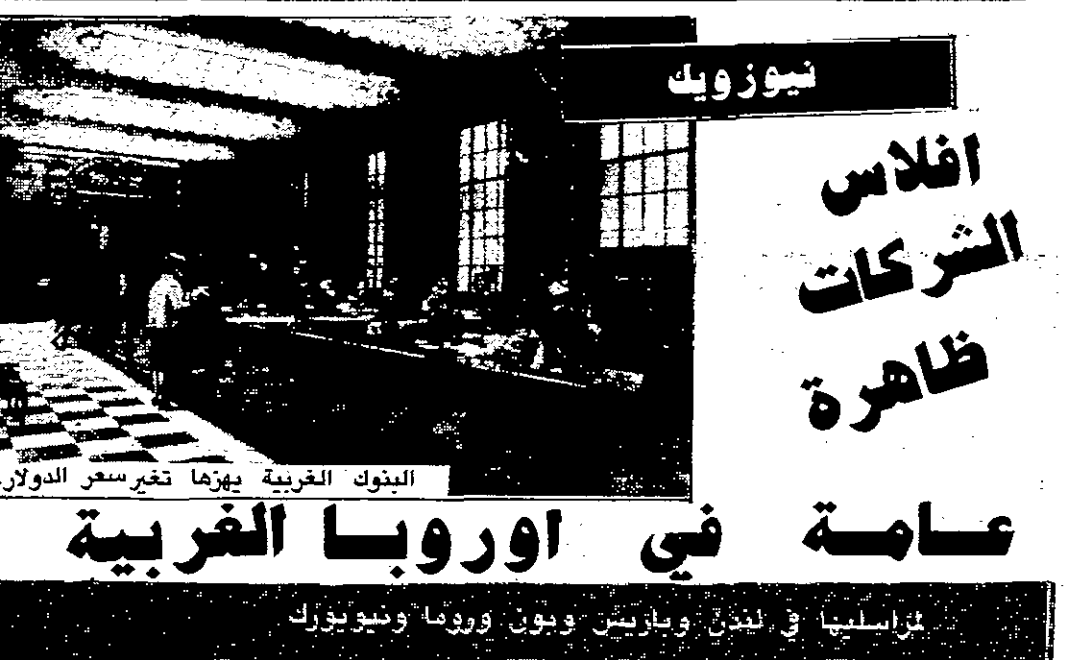 نيوزويك
افلاس
الشركات
ظاهرة
عامة في اوروبا الغربية
البنوك الغربية يهزها تغير سعر الدولار
لمراسليها في لندن وباريس وبون وروما ونيويورك